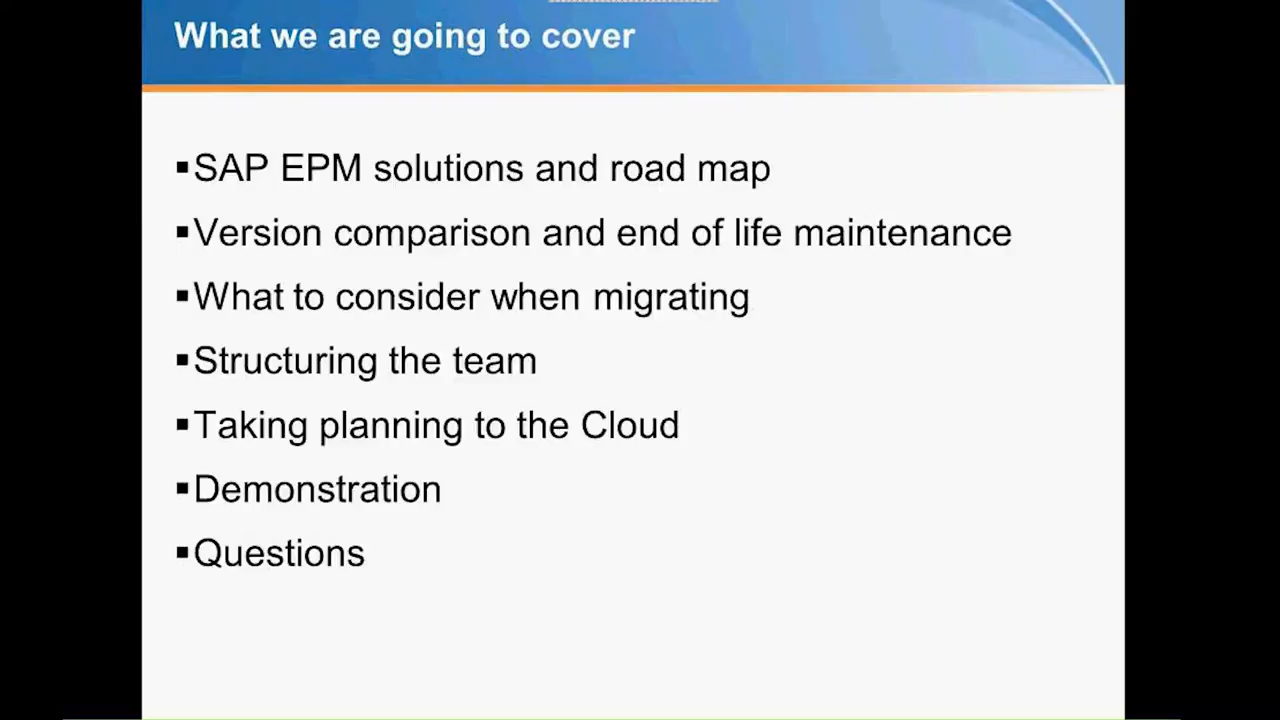 What we are going to cover
▪SAP EPM solutions and road map
▪Version comparison and end of life maintenance
▪What to consider when migrating
▪Structuring the team
▪Taking planning to the Cloud
▪Demonstration
▪Questions